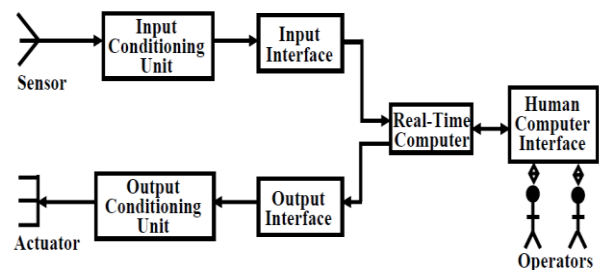 Input
Conditioning
Unit
Input
Interface
Sensor
Real-Time
Computer
Human
Computer
Interface
Output
Conditioning
Unit
Output
Interface
Actuator
Operators